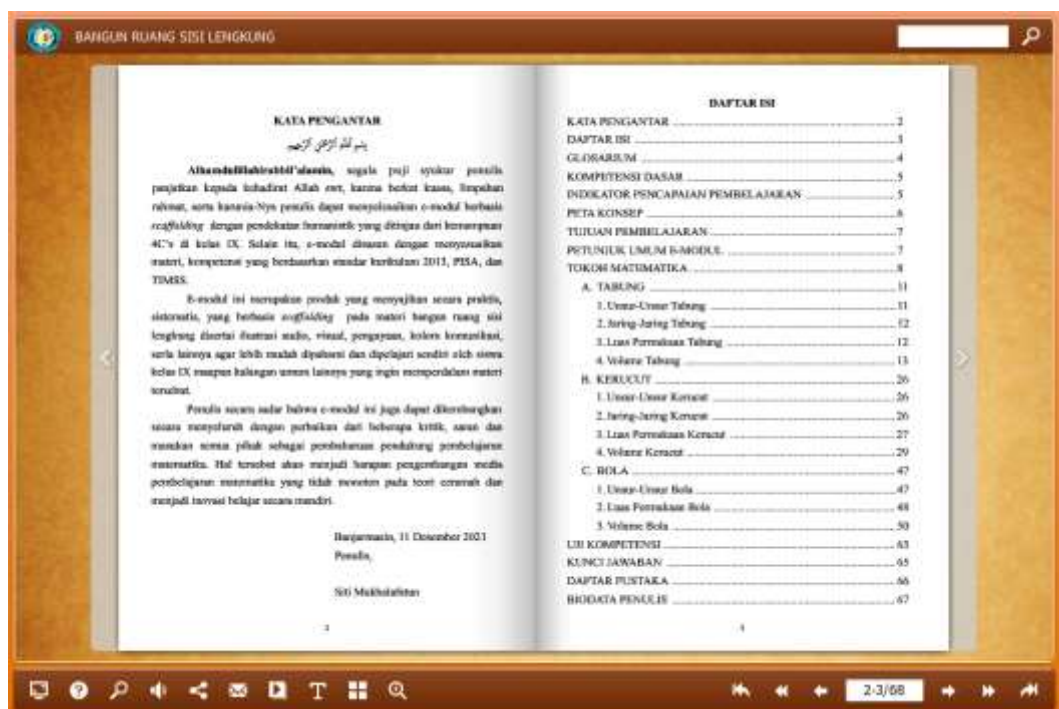 BANGUN RUANG SISI LENGKUNG
KATA PENGANTAR
Alhamdulillahirabbil'alamin, segala puji syukur penulis
panjatkan kepada kehadirat Allah swt, karena berkat kuasa, limpahan
rahmat, serta karunia-Nya penulis dapat menyelesaikan e-modul berbasis
scaffolding dengan pendekatan humanistik yang ditinjau dari kemampuan
4C's di kelas IX. Selain itu, e-modul disusun dengan menyesuaikan
materi, kompetensi yang berdasarkan standar kurikulum 2013, PISA, dan
TIMSS.
E-modul ini merupakan produk yang menyajikan secara praktis,
sistematis, yang berbasis scaffolding pada materi bangun ruang sisi
lengkung disertai ilustrasi audio, visual, pengayaan, kolom komunikasi,
serta lainnya agar lebih mudah dipahami dan dipelajari sendiri oleh siswa
kelas IX maupun kalangan umum lainnya yang ingin memperdalam materi
tersebut.
Penulis secara sadar bahwa e-modul ini juga dapat dikembangkan
secara menyeluruh dengan perbaikan dari beberapa kritik, saran dan
masukan semua pihak sebagai pembaharuan pendukung pembelajaran
matematika. Hal tersebut akan menjadi harapan pengembangan media
pembelajaran matematika yang tidak monoton pada teori ceramah dan
menjadi inovasi belajar secara mandiri.
Banjarmasin, 11 Desember 2021
Penulis,
Siti Mukhalafatun
2
DAFTAR ISI
KATA PENGANTAR 2
DAFTAR ISI 3
GLOSARIUM 4
KOMPETENSI DASAR 5
INDIKATOR PENCAPAIAN PEMBELAJARAN 5
PETA KONSEP 6
TUJUAN PEMBELAJARAN 7
PETUNJUK UMUM E-MODUL 7
TOKOH MATEMATIKA 8
A. TABUNG 11
1. Unsur-Unsur Tabung 11
2. Jaring-Jaring Tabung 12
3. Luas Permukaan Tabung 12
4. Volume Tabung 13
B. KERUCUT 26
1. Unsur-Unsur Kerucut 26
2. Jaring-Jaring Kerucut 26
3. Luas Permukaan Kerucut 27
4. Volume Kerucut 29
C. BOLA 47
1. Unsur-Unsur Bola 47
2. Luas Permukaan Bola 48
3. Volume Bola 50
UJI KOMPETENSI 63
KUNCI JAWABAN 65
DAFTAR PUSTAKA 66
BIODATA PENULIS 67
3
2-3/68